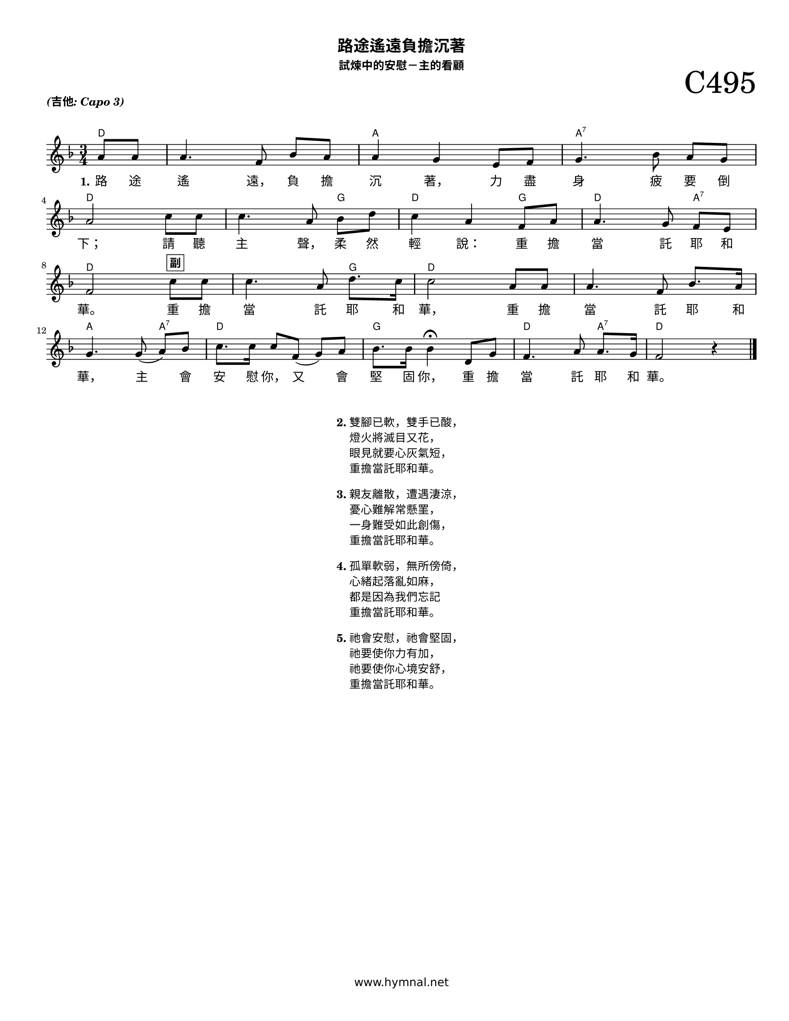 路途遙遠負擔沉著
試煉中的安慰－主的看顧
C495
(吉他: Capo 3)
D A A7
1. 路 途 遙 遠， 負 擔 沉 著， 力 盡 身 疲 要 倒
4 D G D G D A7
下； 請 聽 主 聲， 柔 然 輕 說： 重 擔 當 託 耶 和
8 D 副 G D
華。 重 擔 當 託 耶 和 華， 重 擔 當 託 耶 和
12 A A7 D G D A7 D
華， 主 會 安 慰你， 又 會 堅 固你， 重 擔 當 託 耶 和 華。
2. 雙腳已軟，雙手已酸，
燈火將滅目又花，
眼見就要心灰氣短，
重擔當託耶和華。
3. 親友離散，遭遇淒涼，
憂心難解常懸罣，
一身難受如此創傷，
重擔當託耶和華。
4. 孤單軟弱，無所傍倚，
心緒起落亂如麻，
都是因為我們忘記
重擔當託耶和華。
5. 祂會安慰，祂會堅固，
祂要使你力有加，
祂要使你心境安舒，
重擔當託耶和華。
www.hymnal.net